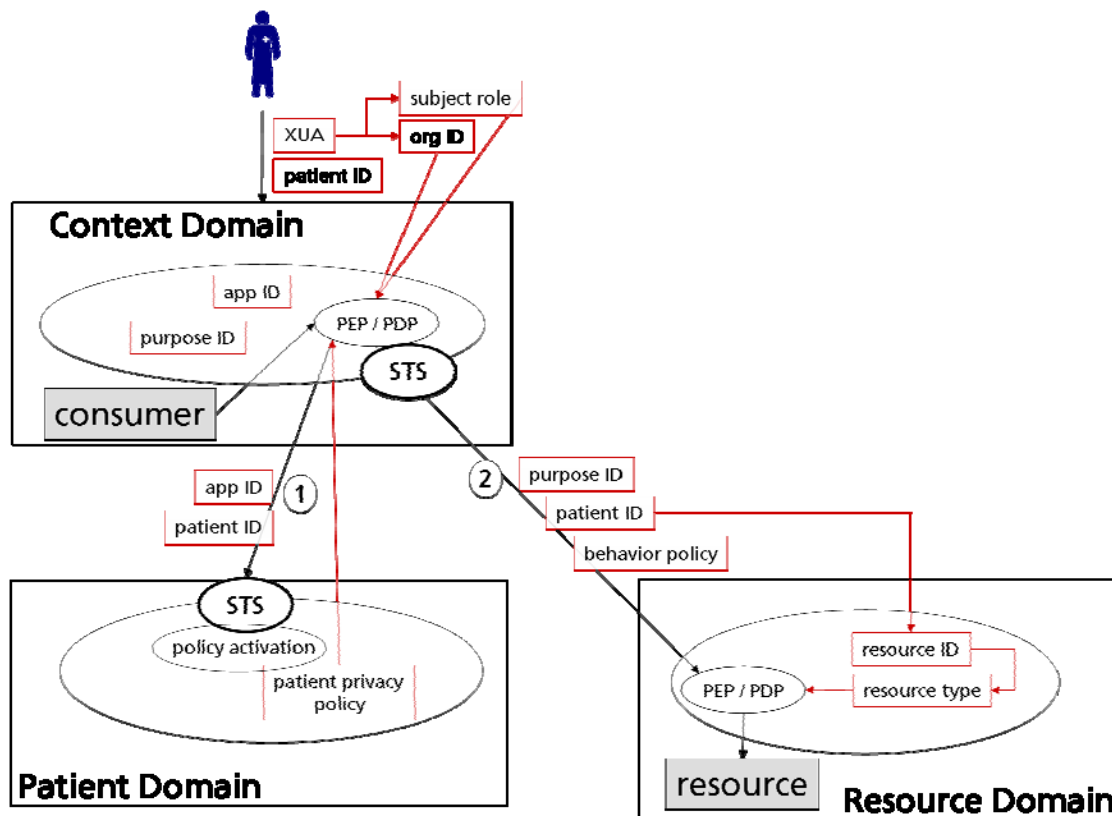 subject role
XUA
org ID
patient ID
Context Domain
app ID
purpose ID
PEP / PDP
STS
consumer
1
2
purpose ID
app ID
patient ID
patient ID
behavior policy
STS
policy activation
patient privacy
policy
resource ID
resource type
PEP / PDP
resource
Patient Domain
Resource Domain